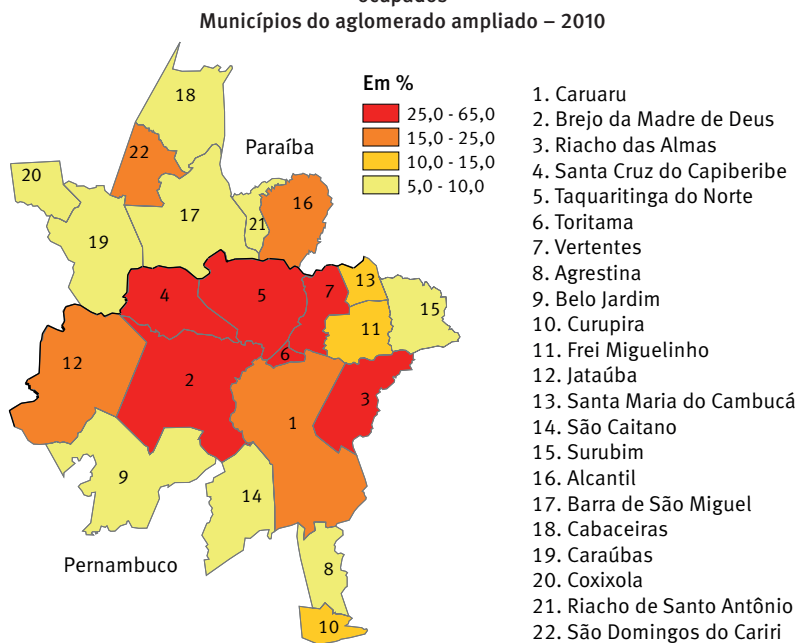 ocupados
Municípios do aglomerado ampliado – 2010
Em %
25,0 - 65,0
15,0 - 25,0
10,0 - 15,0
5,0 - 10,0
Paraíba
Pernambuco
18
22
20
17
16
21
19
4
5
7
13
15
11
6
12
2
3
1
9
14
8
10
1. Caruaru
2. Brejo da Madre de Deus
3. Riacho das Almas
4. Santa Cruz do Capiberibe
5. Taquaritinga do Norte
6. Toritama
7. Vertentes
8. Agrestina
9. Belo Jardim
10. Curupira
11. Frei Miguelinho
12. Jataúba
13. Santa Maria do Cambucá
14. São Caitano
15. Surubim
16. Alcantil
17. Barra de São Miguel
18. Cabaceiras
19. Caraúbas
20. Coxixola
21. Riacho de Santo Antônio
22. São Domingos do Cariri